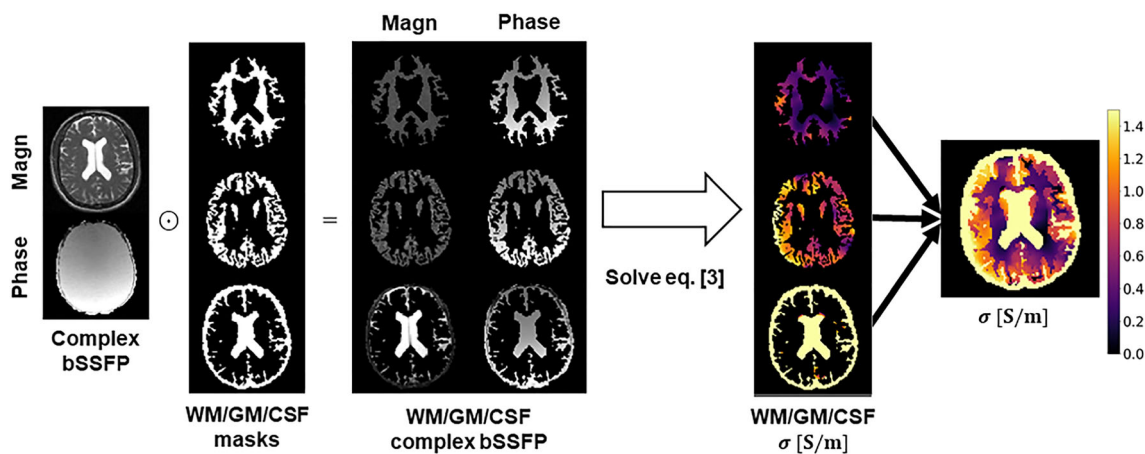 Magn
Phase
Magn
Phase
⊙
=
Complex
bSSFP
WM/GM/CSF
masks
WM/GM/CSF
complex bSSFP
Solve eq. [3]
WM/GM/CSF
σ [S/m]
σ [S/m]
1.4
1.2
1.0
0.8
0.6
0.4
0.2
0.0